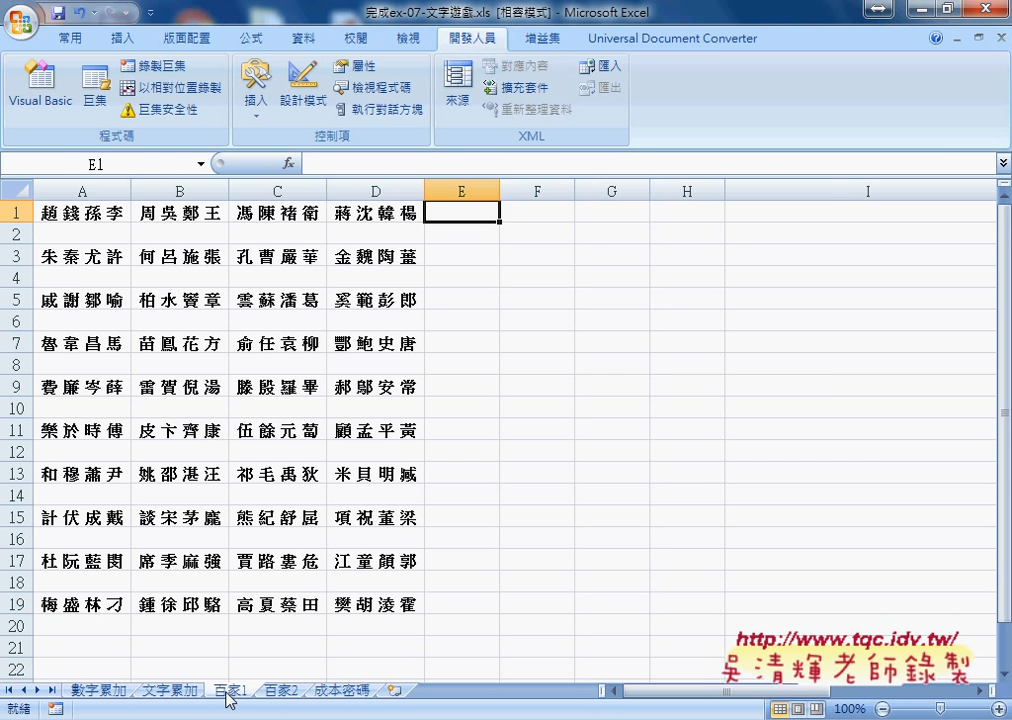 完成ex-07-文字遊戲.xls [相容模式] - Microsoft Excel
常用 插入 版面配置 公式 資料 校閱 檢視 開發人員 增益集 Universal Document Converter
Visual Basic 巨集 錄製巨集 以相對位置錄製 巨集安全性 插入 設計模式 屬性 檢視程式碼 執行對話方塊 來源 對應內容 擴充套件 重新整理資料 匯入 匯出
程式碼 控制項 XML
E1 fx
A B C D E F G H I
1 趙錢孫李 周吳鄭王 馮陳褚衛 蔣沈韓楊
2
3 朱秦尤許 何呂施張 孔曹嚴華 金魏陶薑
4
5 戚謝鄒喻 柏水竇章 雲蘇潘葛 奚範彭郎
6
7 魯韋昌馬 苗鳳花方 俞任袁柳 酆鮑史唐
8
9 費廉岑薛 雷賀倪湯 滕殷羅畢 郝鄔安常
10
11 樂於時傅 皮卞齊康 伍餘元蔔 顧孟平黃
12
13 和穆蕭尹 姚邵湛汪 祁毛禹狄 米貝明臧
14
15 計伏成戴 談宋茅龐 熊紀舒屈 項祝董梁
16
17 杜阮藍閔 席季麻強 賈路婁危 江童顏郭
18
19 梅盛林刁 鍾徐邱駱 高夏蔡田 樊胡淩霍
20
21
22
http://www.tqc.idv.tw/
吳清輝老師錄製
數字累加 文字累加 百家1 百家2 成本密碼
就緒 100%